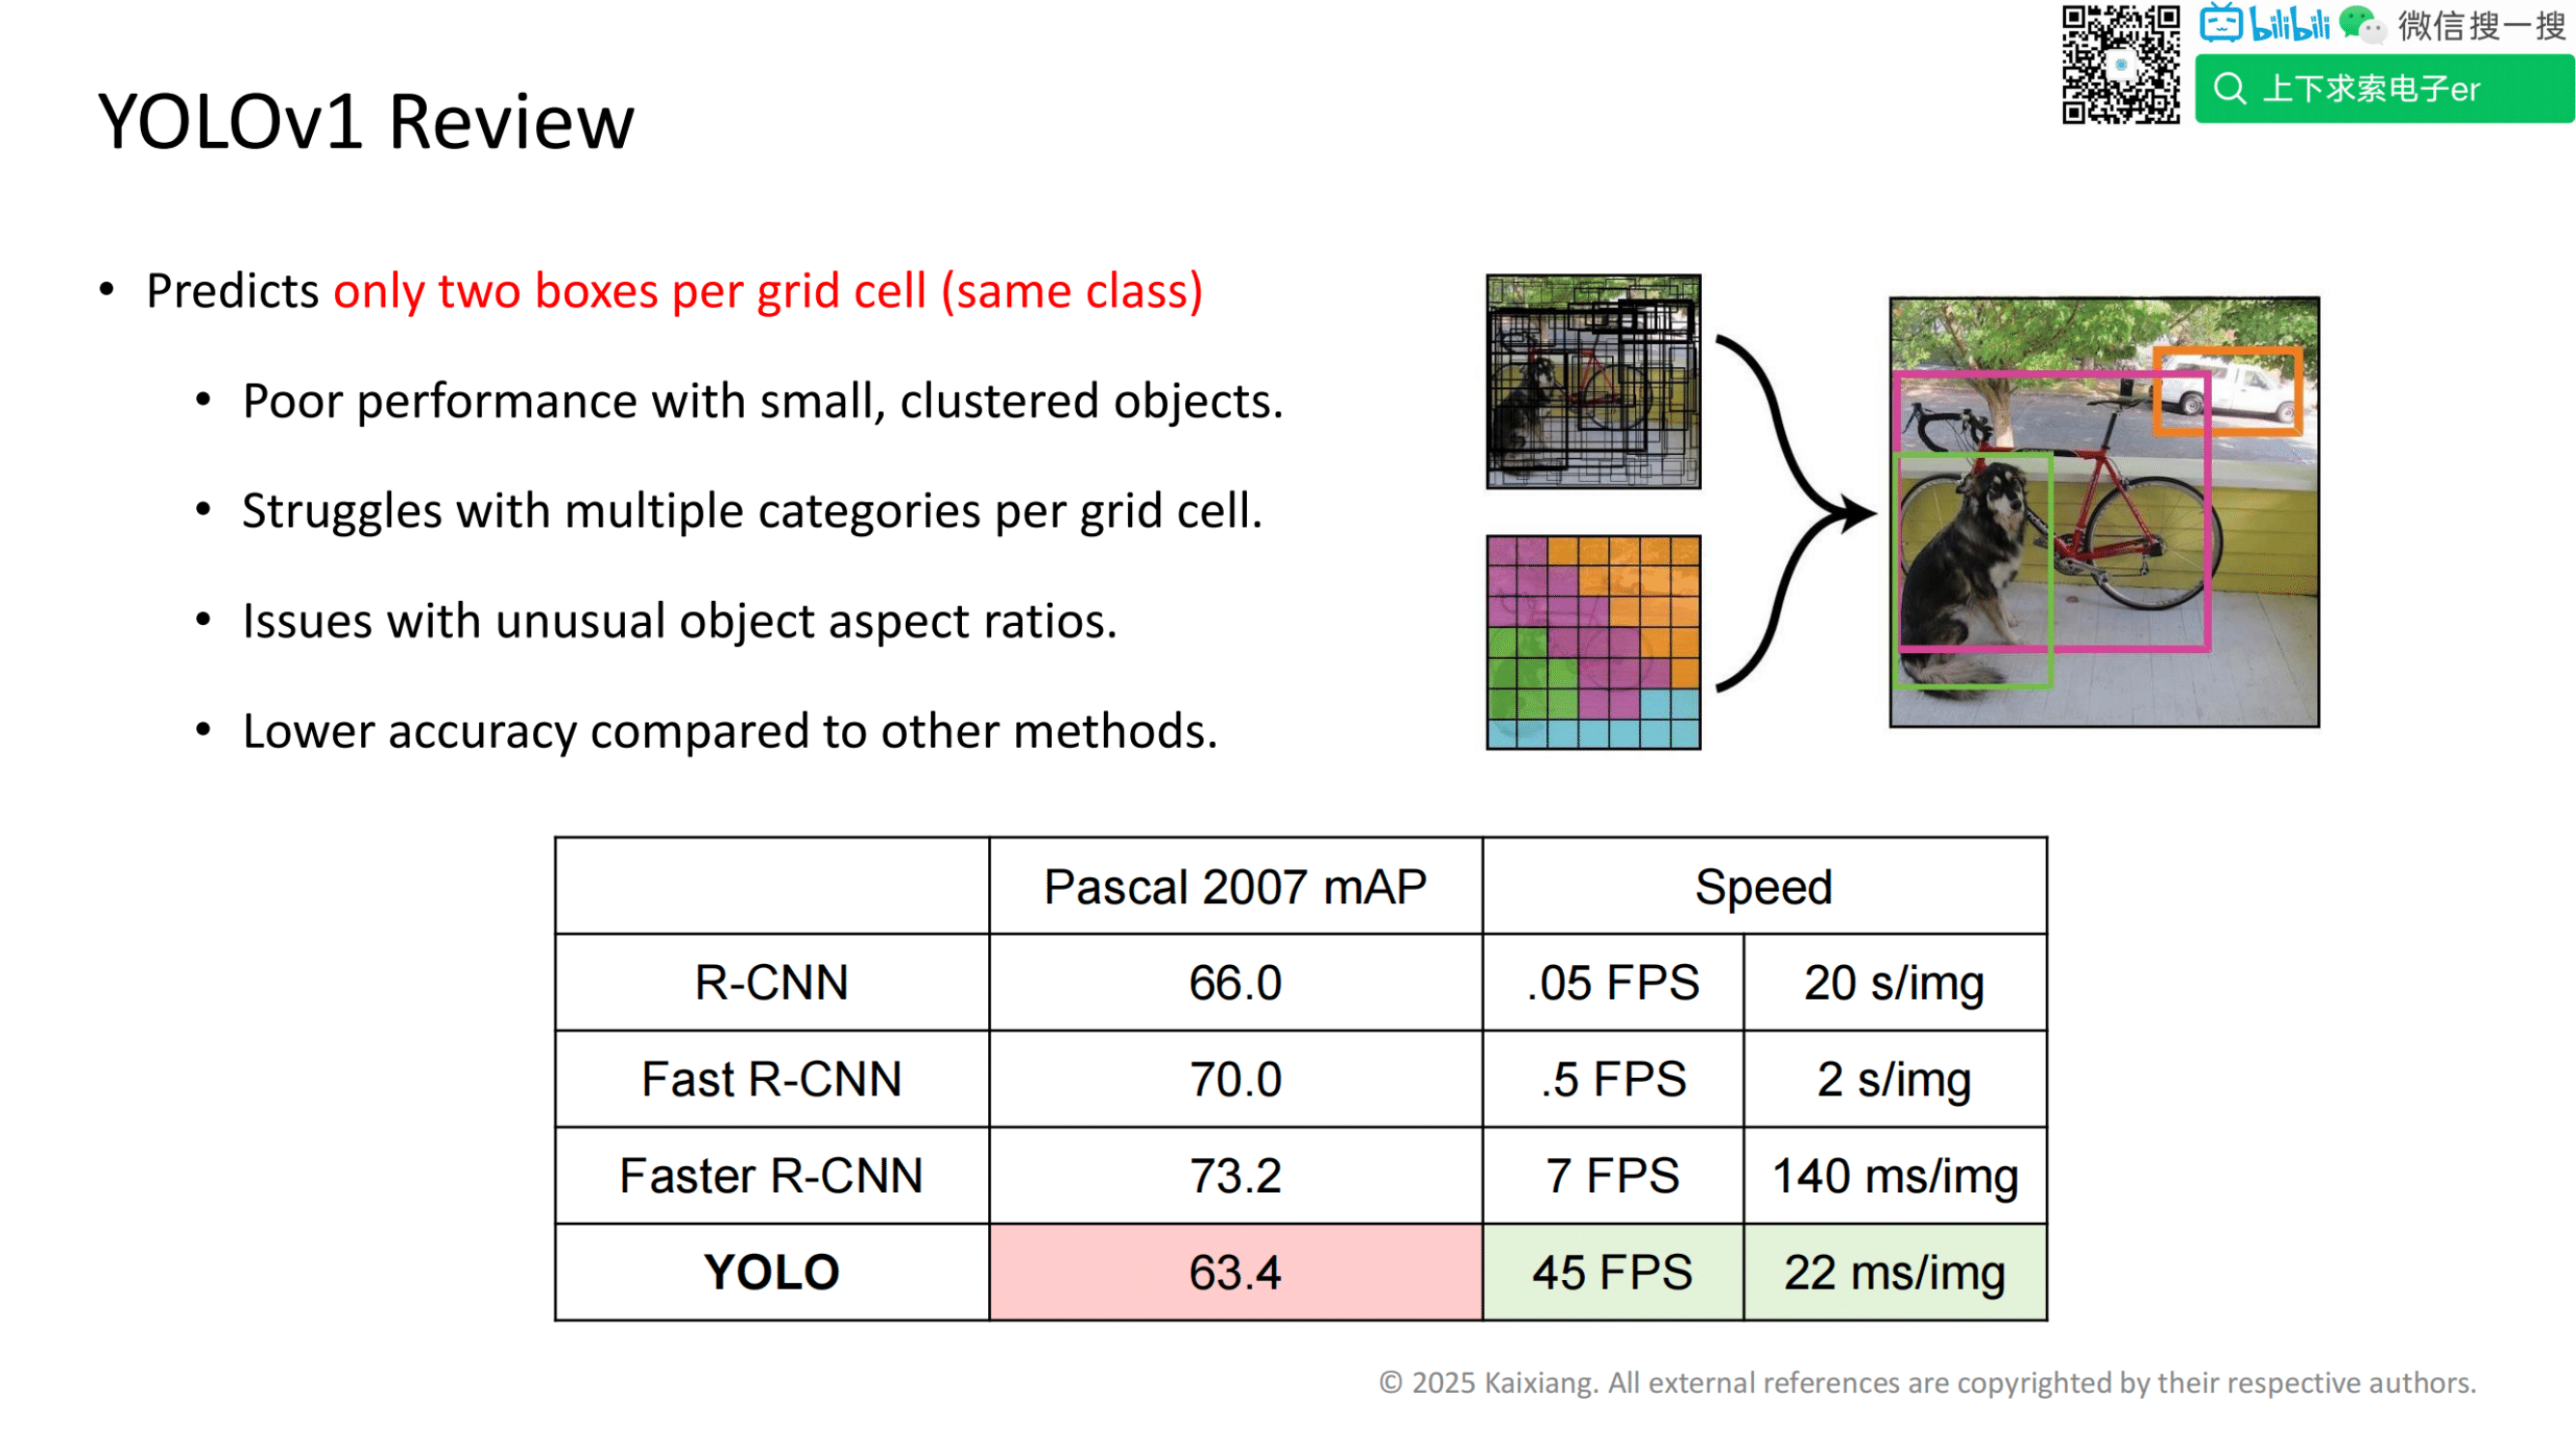 bilibili 微信搜一搜
上下求索电子er
YOLOv1 Review
• Predicts only two boxes per grid cell (same class)
• Poor performance with small, clustered objects.
• Struggles with multiple categories per grid cell.
• Issues with unusual object aspect ratios.
• Lower accuracy compared to other methods.
Pascal 2007 mAP Speed
R-CNN 66.0 .05 FPS 20 s/img
Fast R-CNN 70.0 .5 FPS 2 s/img
Faster R-CNN 73.2 7 FPS 140 ms/img
YOLO 63.4 45 FPS 22 ms/img
© 2025 Kaixiang. All external references are copyrighted by their respective authors.